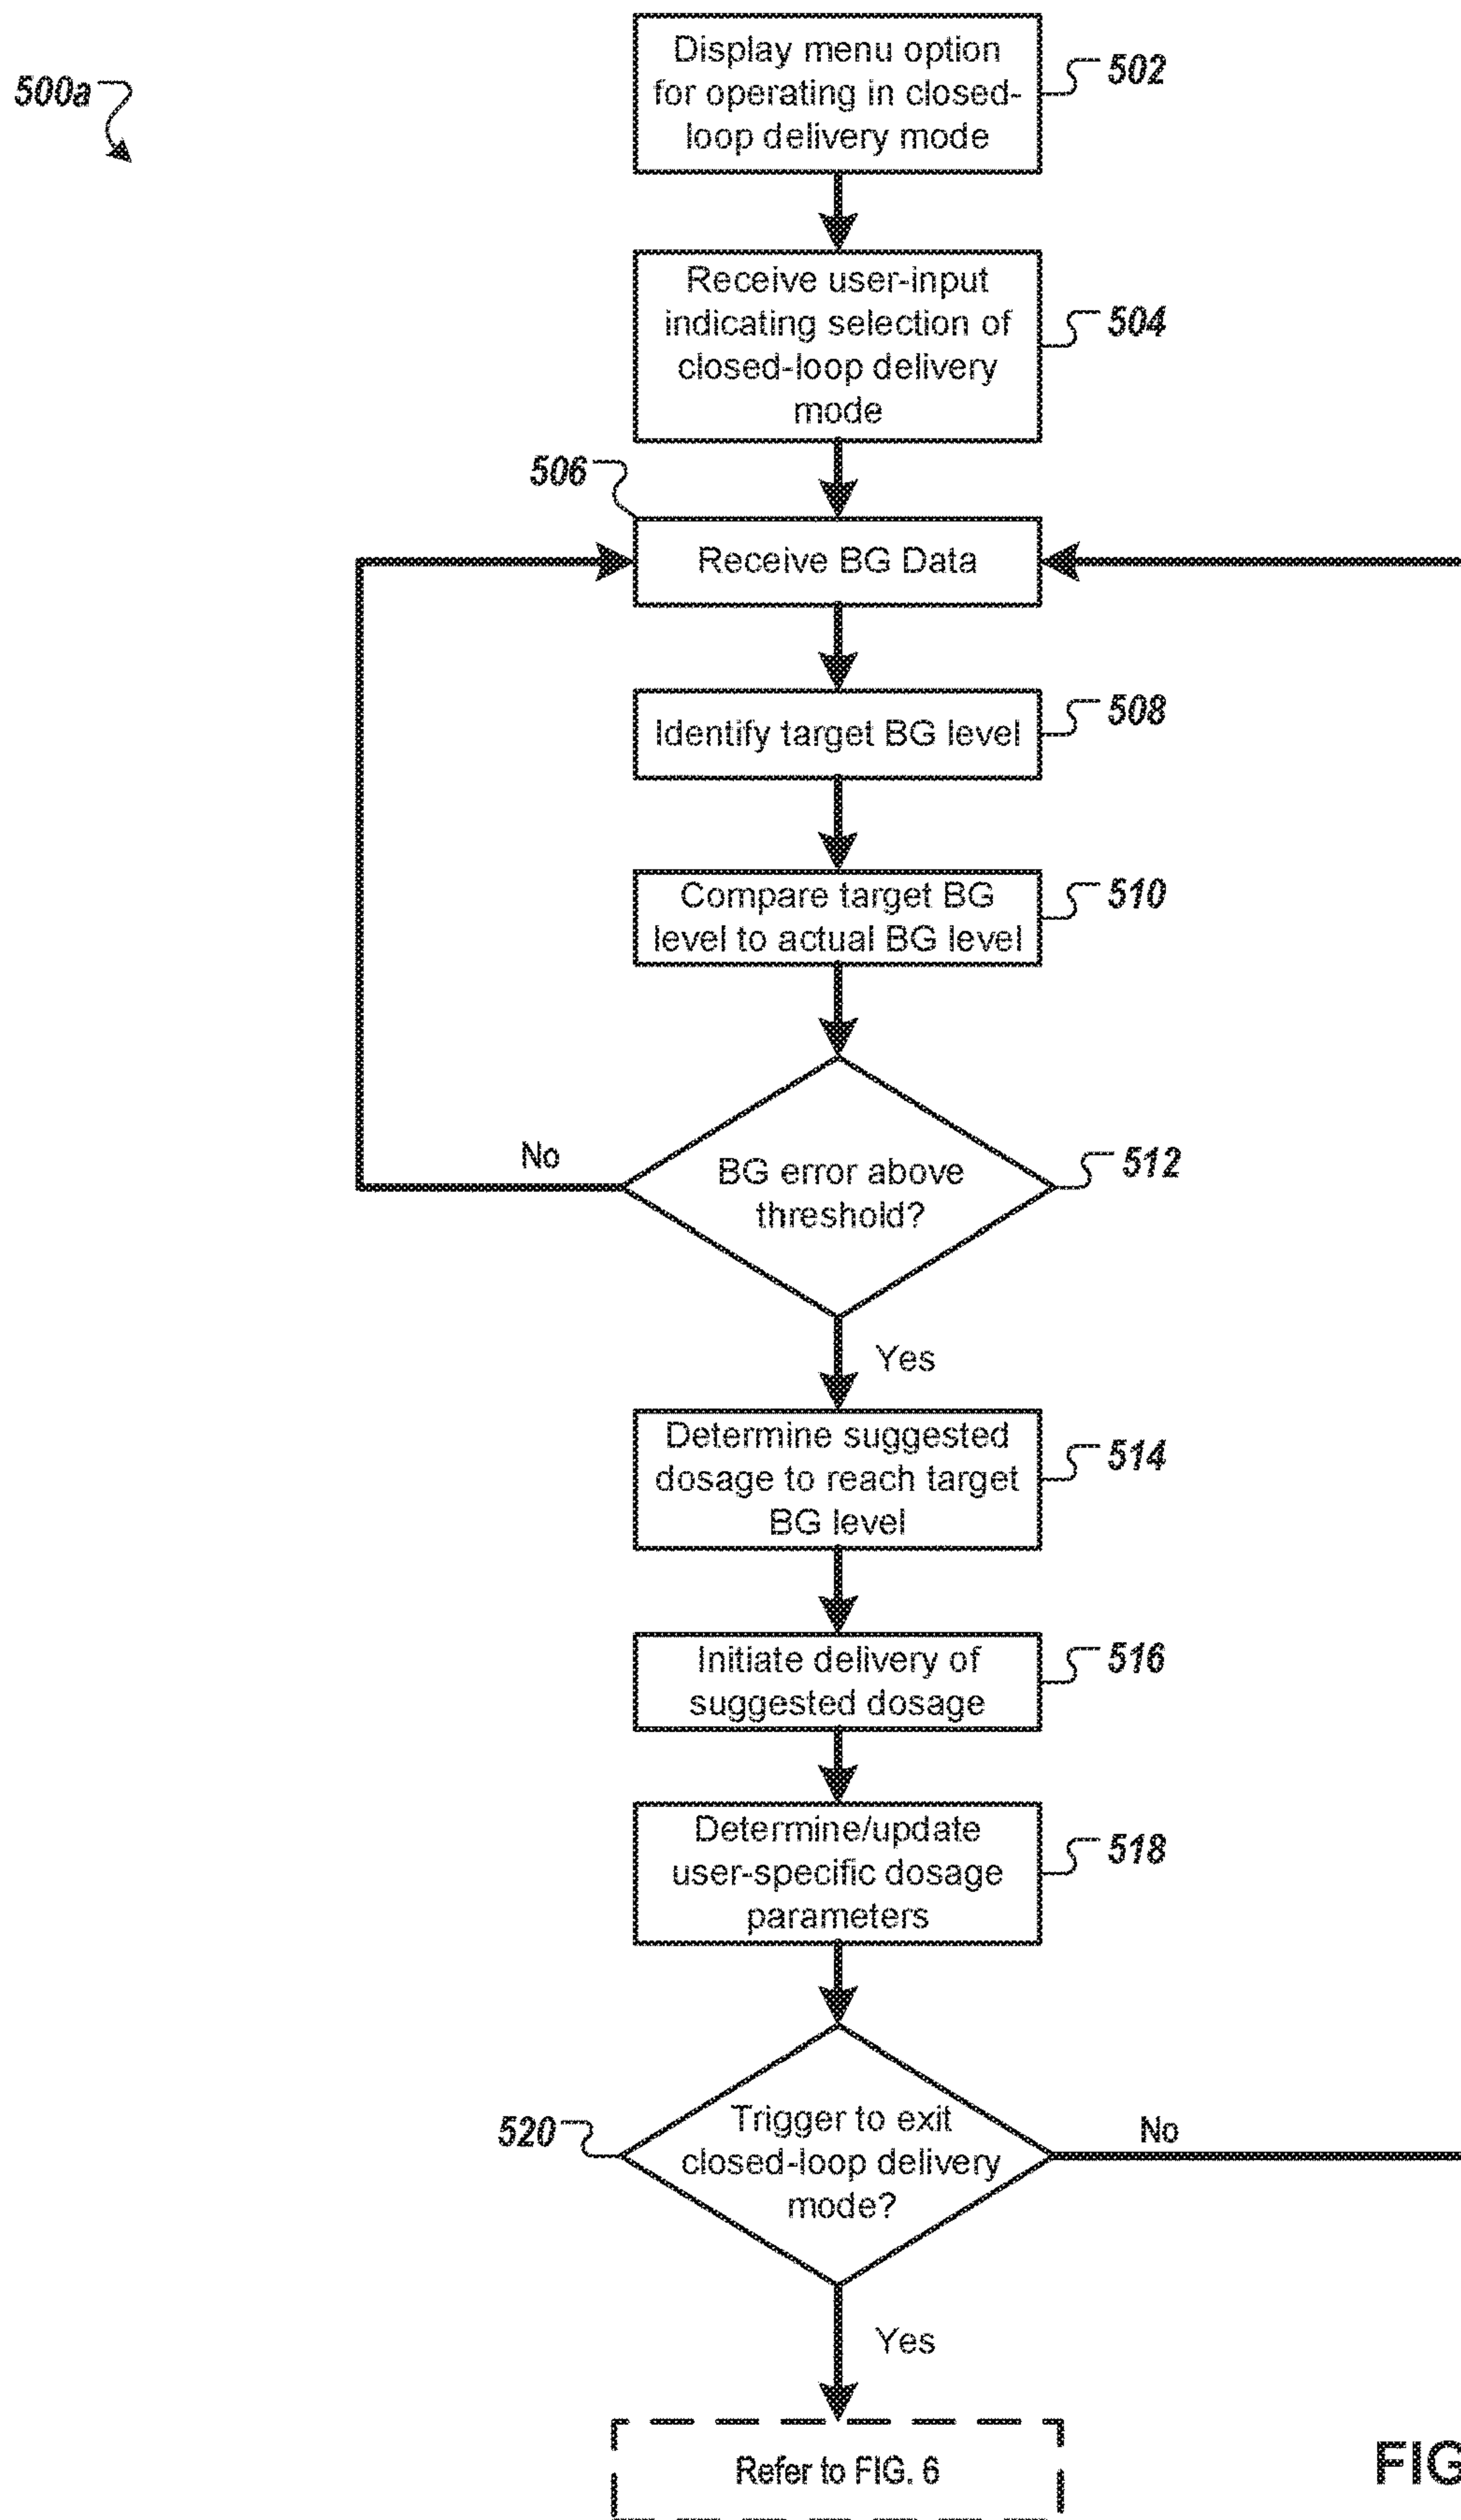 500a
Display menu option
for operating in closed-
loop delivery mode
502
Receive user-input
indicating selection of
closed-loop delivery
mode
504
506
Receive BG Data
Identify target BG level
508
Compare target BG
level to actual BG level
510
No
BG error above
threshold?
512
Yes
Determine suggested
dosage to reach target
BG level
514
Initiate delivery of
suggested dosage
516
Determine/update
user-specific dosage
parameters
518
520
Trigger to exit
closed-loop delivery
mode?
No
Yes
Refer to FIG. 6
FIG